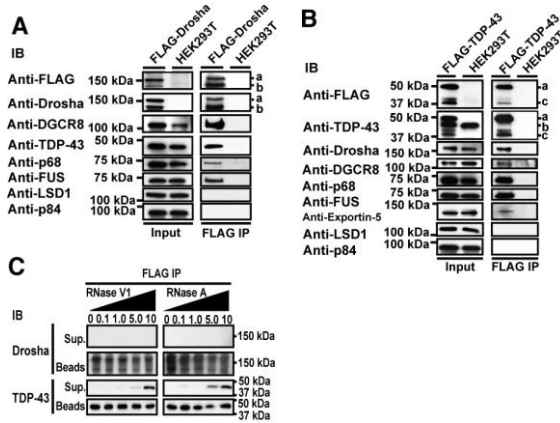 A
FLAG-Drosha
HEK293T
FLAG-Drosha
HEK293T
IB
Anti-FLAG 150 kDa a b
Anti-Drosha 150 kDa a b
Anti-DGCR8 100 kDa
Anti-TDP-43 50 kDa
Anti-p68 75 kDa
Anti-FUS 75 kDa
Anti-LSD1 100 kDa
Anti-p84 100 kDa
Input FLAG IP
B
FLAG-TDP-43
HEK293T
FLAG-TDP-43
HEK293T
IB
50 kDa a
Anti-FLAG
37 kDa c
50 kDa a
Anti-TDP-43 b
37 kDa c
Anti-Drosha 150 kDa
Anti-DGCR8 100 kDa
Anti-p68 75 kDa
Anti-FUS 75 kDa
Anti-Exportin-5 150 kDa
Anti-LSD1 100 kDa
Anti-p84 100 kDa
Input FLAG IP
C
FLAG IP
RNase V1 RNase A
IB 0 0.1 1.0 5.0 10 0 0.1 1.0 5.0 10
Drosha
Sup. 150 kDa
Beads 150 kDa
TDP-43
Sup. 50 kDa
37 kDa
Beads 50 kDa
37 kDa